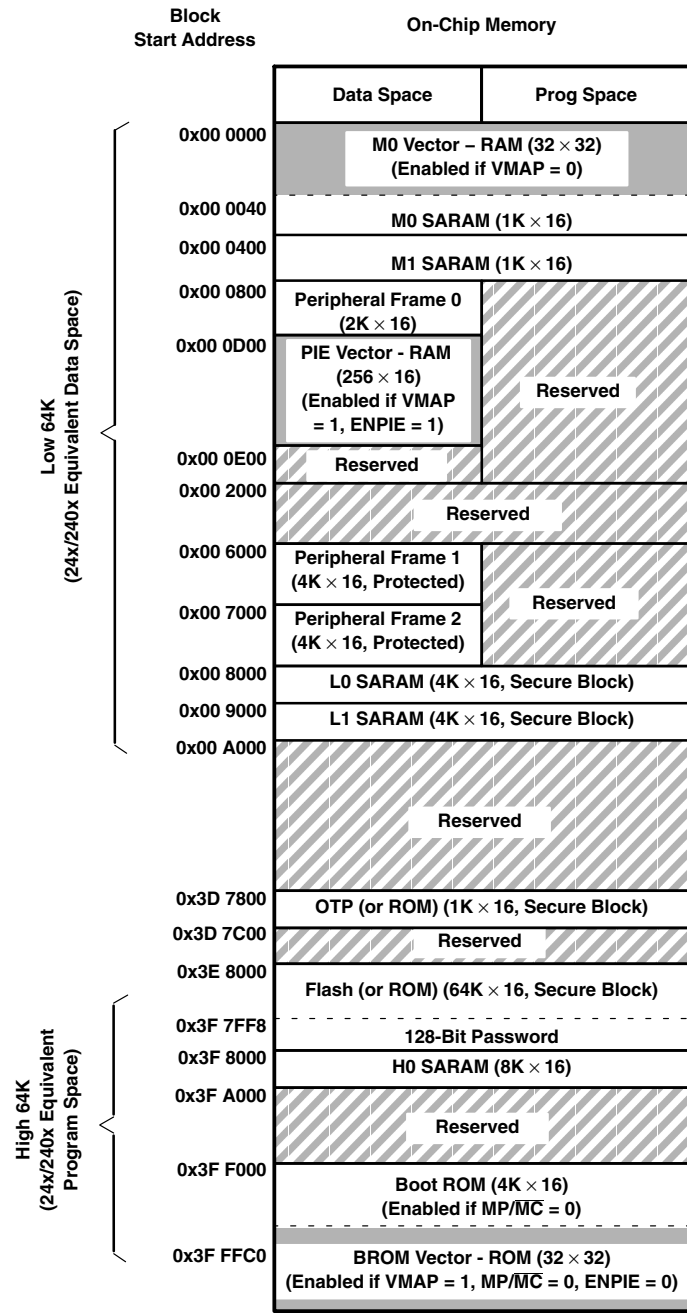 Block
Start Address
On-Chip Memory
Data Space
Prog Space
0x00 0000
M0 Vector – RAM (32 × 32)
(Enabled if VMAP = 0)
0x00 0040
M0 SARAM (1K × 16)
0x00 0400
M1 SARAM (1K × 16)
0x00 0800
Peripheral Frame 0
(2K × 16)
0x00 0D00
PIE Vector - RAM
(256 × 16)
(Enabled if VMAP
= 1, ENPIE = 1)
Reserved
0x00 0E00
Reserved
0x00 2000
Reserved
0x00 6000
Peripheral Frame 1
(4K × 16, Protected)
Reserved
0x00 7000
Peripheral Frame 2
(4K × 16, Protected)
0x00 8000
L0 SARAM (4K × 16, Secure Block)
0x00 9000
L1 SARAM (4K × 16, Secure Block)
0x00 A000
Reserved
Low 64K
(24x/240x Equivalent Data Space)
0x3D 7800
OTP (or ROM) (1K × 16, Secure Block)
0x3D 7C00
Reserved
0x3E 8000
Flash (or ROM) (64K × 16, Secure Block)
0x3F 7FF8
128-Bit Password
0x3F 8000
H0 SARAM (8K × 16)
0x3F A000
Reserved
0x3F F000
Boot ROM (4K × 16)
(Enabled if MP/M̅C̅ = 0)
0x3F FFC0
BROM Vector - ROM (32 × 32)
(Enabled if VMAP = 1, MP/M̅C̅ = 0, ENPIE = 0)
High 64K
(24x/240x Equivalent
Program Space)